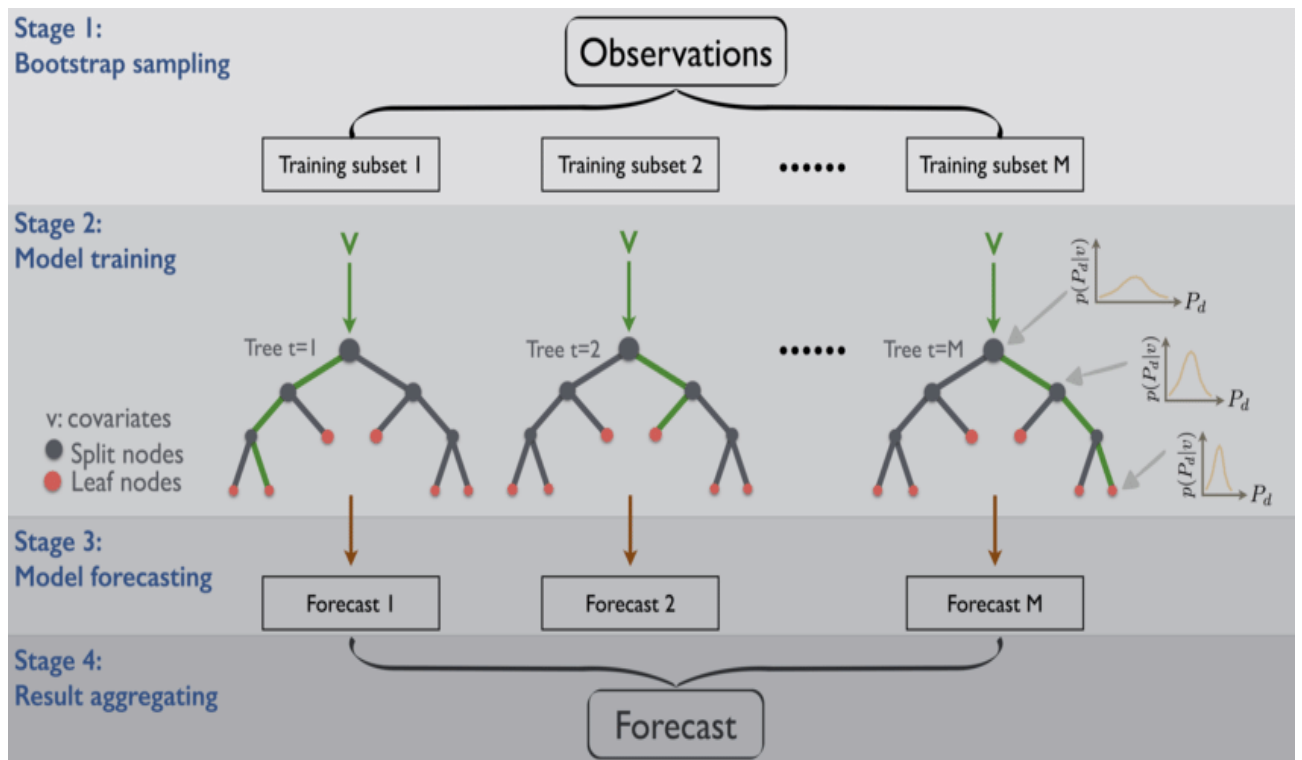 Stage 1:
Bootstrap sampling
Observations
Training subset 1
Training subset 2
••••••
Training subset M
Stage 2:
Model training
v
v
v
p(P_d|v)
P_d
Tree t=1
Tree t=2
••••••
Tree t=M
p(P_d|v)
P_d
v: covariates
Split nodes
Leaf nodes
p(P_d|v)
P_d
Stage 3:
Model forecasting
Forecast 1
Forecast 2
Forecast M
Stage 4:
Result aggregating
Forecast